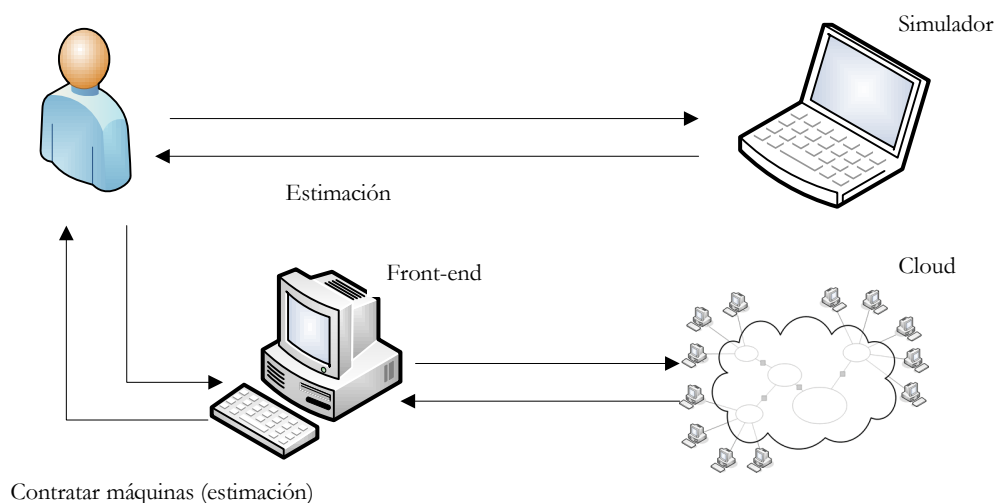 Simulador
Estimación
Front-end
Cloud
Contratar máquinas (estimación)